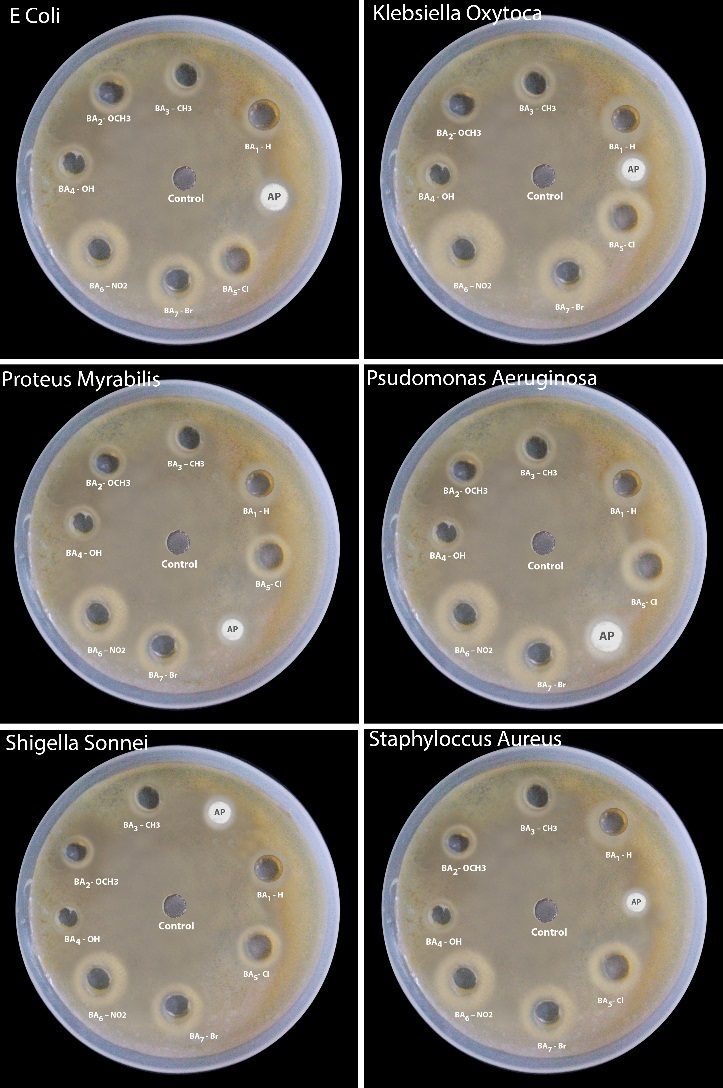 E Coli
BA3- CH3
BA2- OCH3
BA1 - H
BA4 - OH
Control
AP
BA6 - NO2
BA5- Cl
BA7 - Br
Klebsiella Oxytoca
BA3 - CH3
BA2- OCH3
BA1 - H
AP
BA4 - OH
Control
BA5- Cl
BA6 - NO2
BA7 - Br
Proteus Myrabilis
BA3 -CH3
BA2- OCH3
BA1 - H
BA4 - OH
Control
BA5- Cl
AP
BA6 - NO2
BA7 - Br
Psudomonas Aeruginosa
BA3 - CH3
BA2- OCH3
BA1 - H
BA4 - OH
Control
BA5- Cl
AP
BA6 - NO2
BA7 - Br
Shigella Sonnei
AP
BA3 - CH3
BA2- OCH3
BA1 - H
Control
BA4 - OH
BA5- Cl
BA6 - NO2
BA7 - Br
Staphyloccus Aureus
BA3 - CH3
BA1 - H
BA2- OCH3
AP
Control
BA4 - OH
BA5- Cl
BA6 - NO2
BA7 - Br